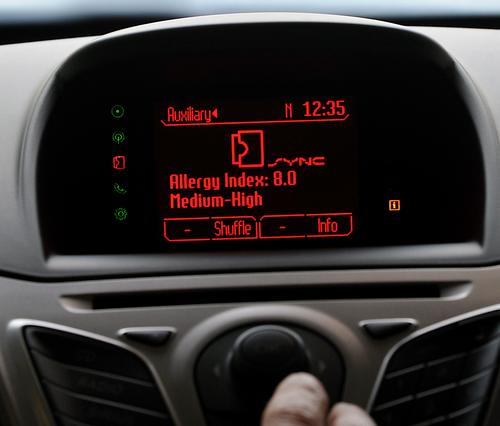 Auxiliary N 12:35
SYNC
Allergy Index: 8.0
Medium-High
- Shuffle - Info